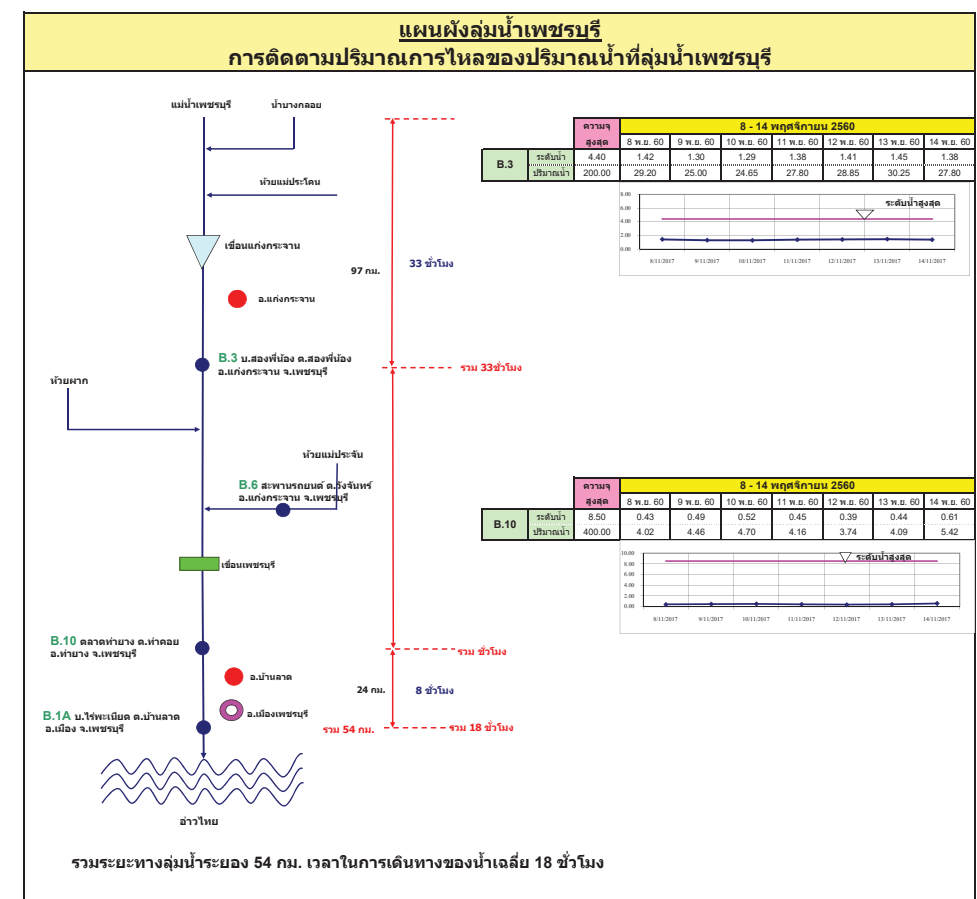 แผนผังลุ่มน้ำเพชรบุรี
การติดตามปริมาณการไหลของปริมาณน้ำที่ลุ่มน้ำเพชรบุรี
แม่น้ำเพชรบุรี
น้ำบางกลอย
ห้วยแม่ประโดน
เขื่อนแก่งกระจาน
97 กม.
33 ชั่วโมง
อ.แก่งกระจาน
B.3 บ.สองพี่น้อง ต.สองพี่น้อง
อ.แก่งกระจาน จ.เพชรบุรี
รวม 33ชั่วโมง
ห้วยผาก
ห้วยแม่ประจัน
B.6 สะพานรถยนต์ ต.วังจันทร์
อ.แก่งกระจาน จ.เพชรบุรี
เขื่อนเพชรบุรี
B.10 ตลาดท่ายาง ต.ท่าคอย
อ.ท่ายาง จ.เพชรบุรี
รวม ชั่วโมง
อ.บ้านลาด
24 กม.
8 ชั่วโมง
อ.เมืองเพชรบุรี
B.1A บ.ไร่พะเนียด ต.บ้านลาด
อ.เมือง จ.เพชรบุรี
รวม 54 กม.
รวม 18 ชั่วโมง
อ่าวไทย
รวมระยะทางลุ่มน้ำระยอง 54 กม. เวลาในการเดินทางของน้ำเฉลี่ย 18 ชั่วโมง
ความจุ 8 - 14 พฤศจิกายน 2560
สูงสุด 8 พ.ย. 60 9 พ.ย. 60 10 พ.ย. 60 11 พ.ย. 60 12 พ.ย. 60 13 พ.ย. 60 14 พ.ย. 60
B.3
ระดับน้ำ 4.40 1.42 1.30 1.29 1.38 1.41 1.45 1.38
ปริมาณน้ำ 200.00 29.20 25.00 24.65 27.80 28.85 30.25 27.80
8.00
6.00
4.00
2.00
0.00
ระดับน้ำสูงสุด
8/11/2017 9/11/2017 10/11/2017 11/11/2017 12/11/2017 13/11/2017 14/11/2017
ความจุ 8 - 14 พฤศจิกายน 2560
สูงสุด 8 พ.ย. 60 9 พ.ย. 60 10 พ.ย. 60 11 พ.ย. 60 12 พ.ย. 60 13 พ.ย. 60 14 พ.ย. 60
B.10
ระดับน้ำ 8.50 0.43 0.49 0.52 0.45 0.39 0.44 0.61
ปริมาณน้ำ 400.00 4.02 4.46 4.70 4.16 3.74 4.09 5.42
10.00
8.00
6.00
4.00
2.00
0.00
ระดับน้ำสูงสุด
8/11/2017 9/11/2017 10/11/2017 11/11/2017 12/11/2017 13/11/2017 14/11/2017